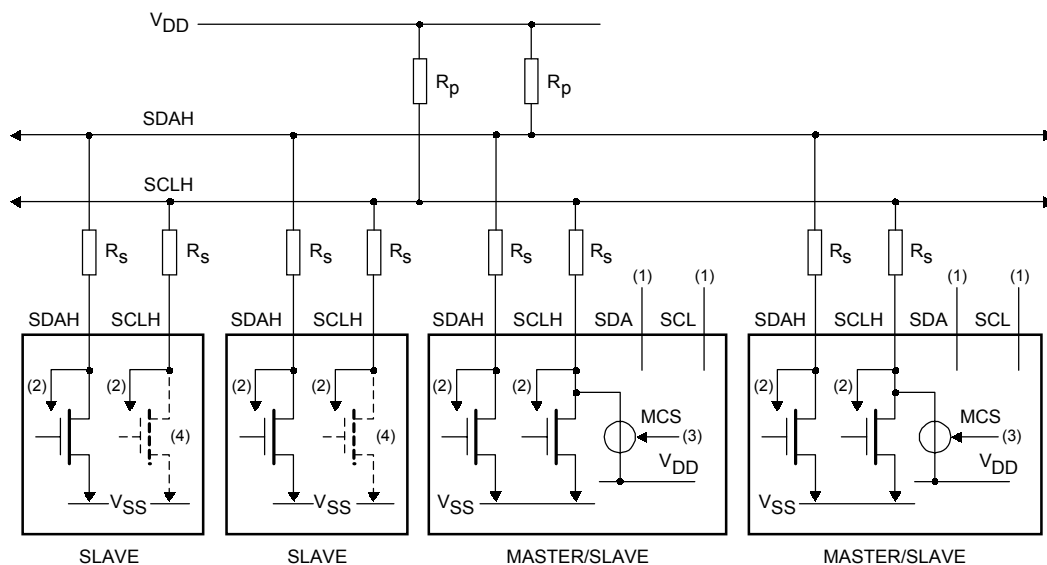 VDD
Rp Rp
SDAH
SCLH
Rs Rs Rs Rs Rs Rs Rs Rs
(1) (1) (1) (1)
SDAH SCLH SDAH SCLH SDAH SCLH SDA SCL SDAH SCLH SDA SCL
(2) (2) (2) (2) (2) (2) (2) (2)
MCS MCS
(4) (4) (3) (3)
VDD VDD
VSS VSS VSS VSS
SLAVE SLAVE MASTER/SLAVE MASTER/SLAVE